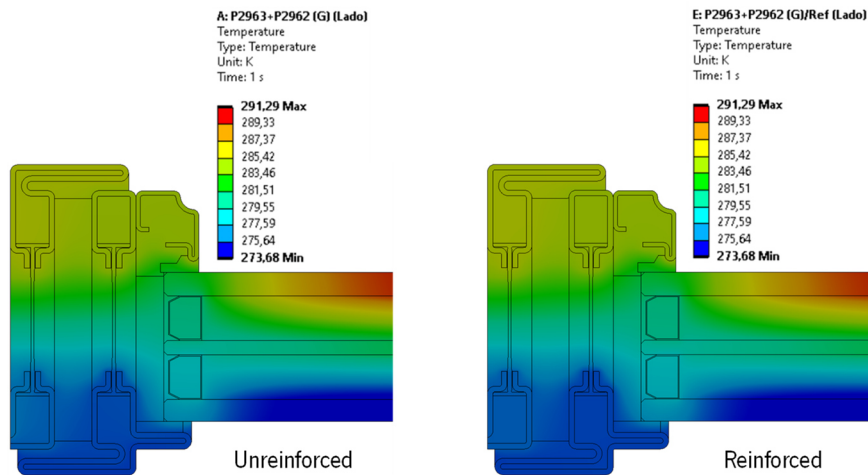 A: P2963+P2962 (G) (Lado)
Temperature
Type: Temperature
Unit: K
Time: 1 s
291,29 Max
289,33
287,37
285,42
283,46
281,51
279,55
277,59
275,64
273,68 Min
Unreinforced
E: P2963+P2962 (G)/Ref (Lado)
Temperature
Type: Temperature
Unit: K
Time: 1 s
291,29 Max
289,33
287,37
285,42
283,46
281,51
279,55
277,59
275,64
273,68 Min
Reinforced